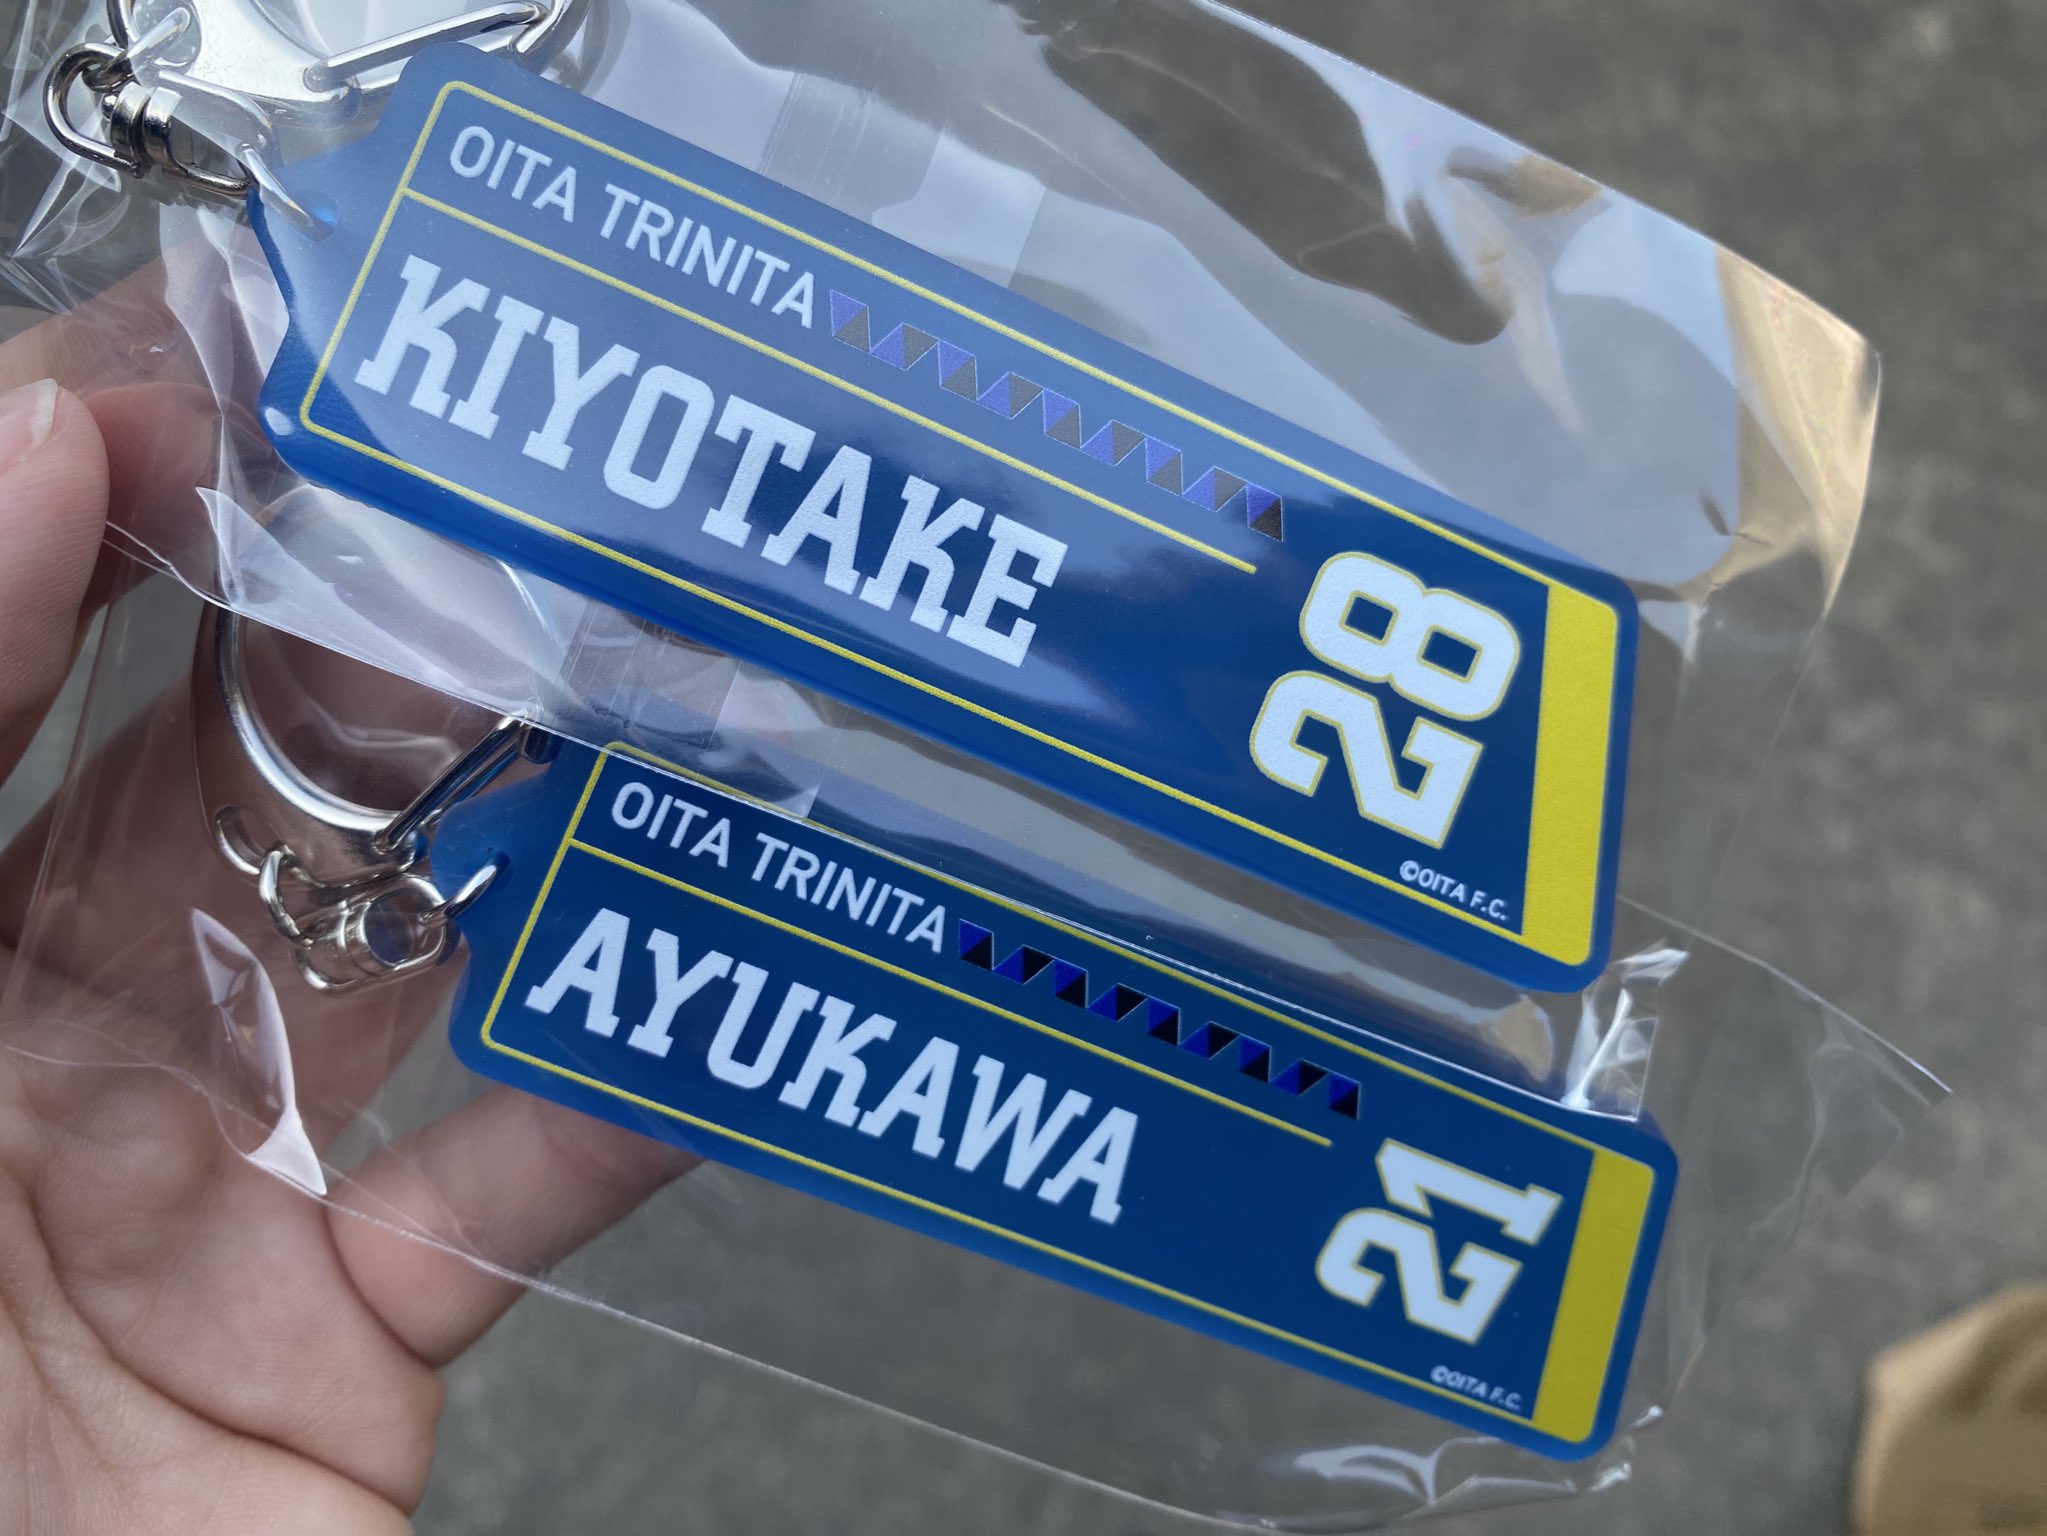 OITA TRINITA
KIYOTAKE
28
©OITA F.C.
OITA TRINITA
AYUKAWA
21
©OITA F.C.